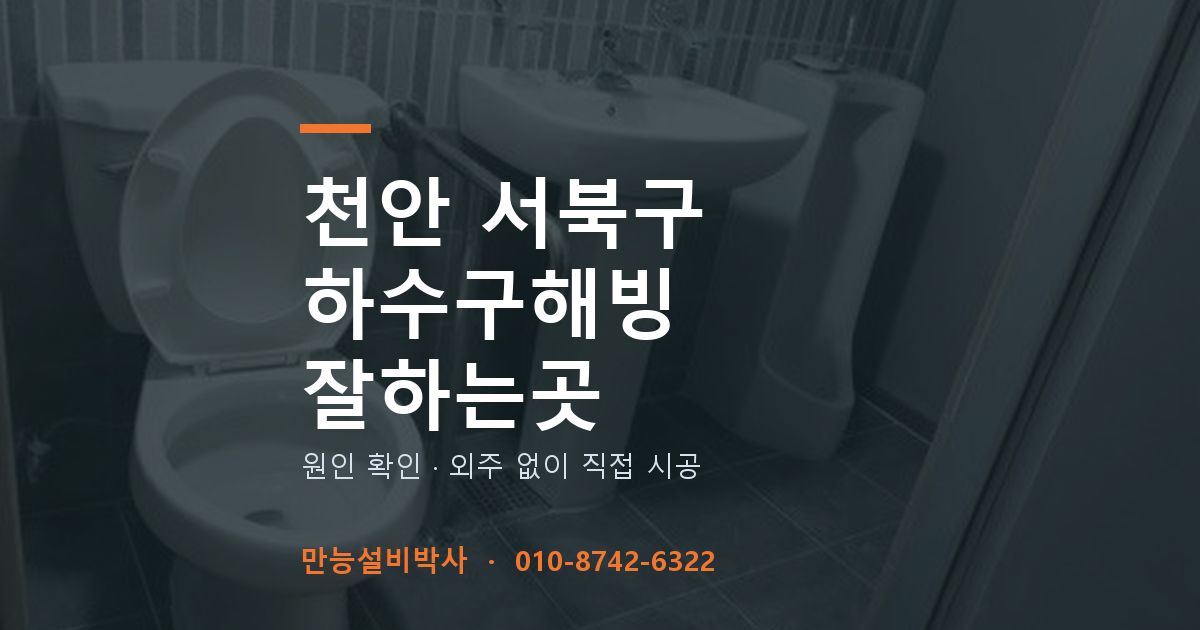 천안 서북구
하수구해빙
잘하는곳
원인 확인 · 외주 없이 직접 시공
만능설비박사 · 010-8742-6322